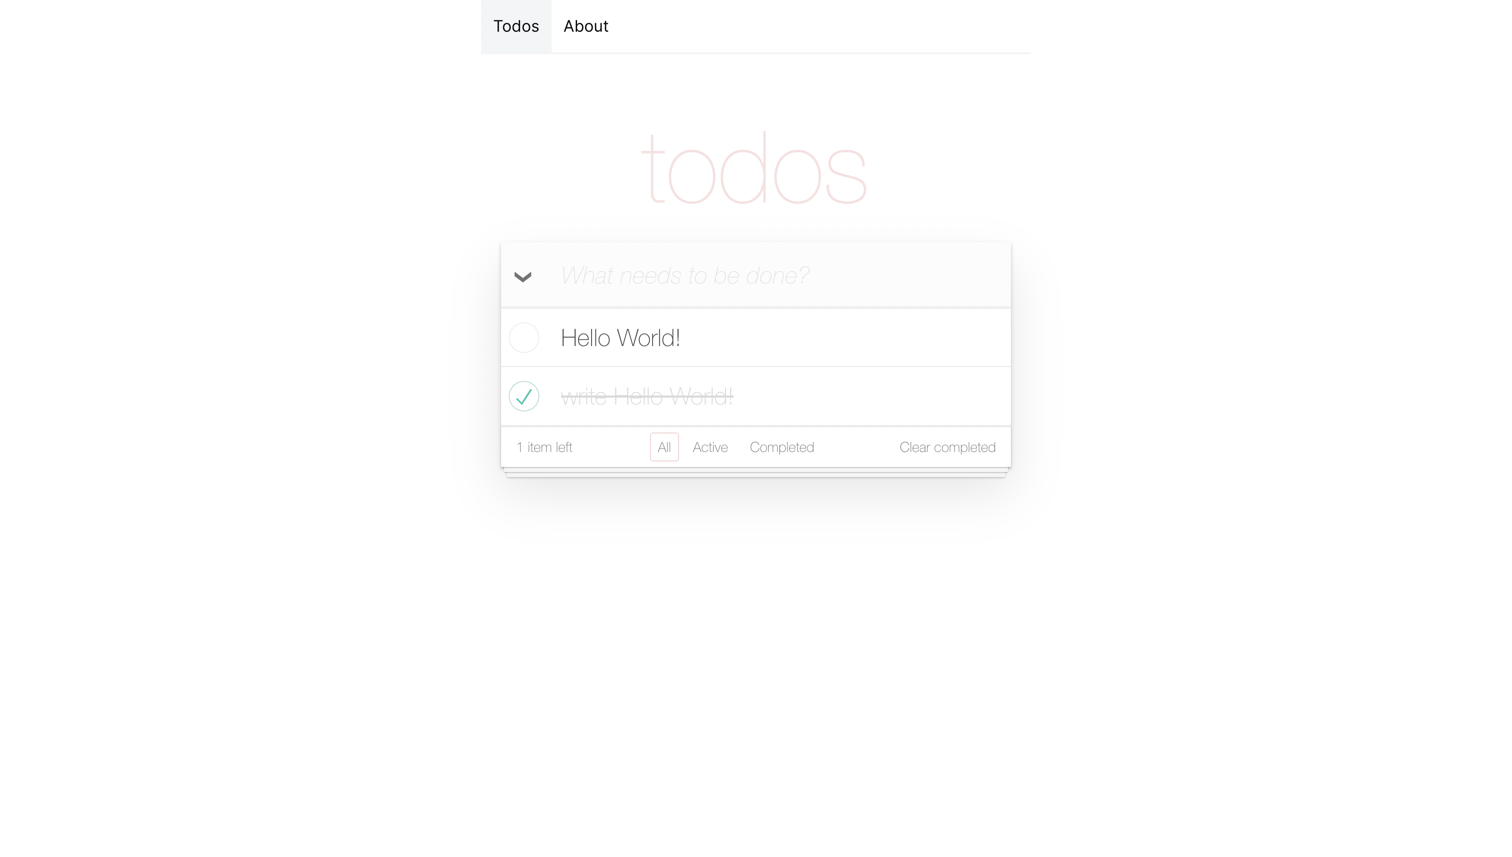 Todos About
todos
What needs to be done?
Hello World!
write Hello World!
1 item left All Active Completed Clear completed